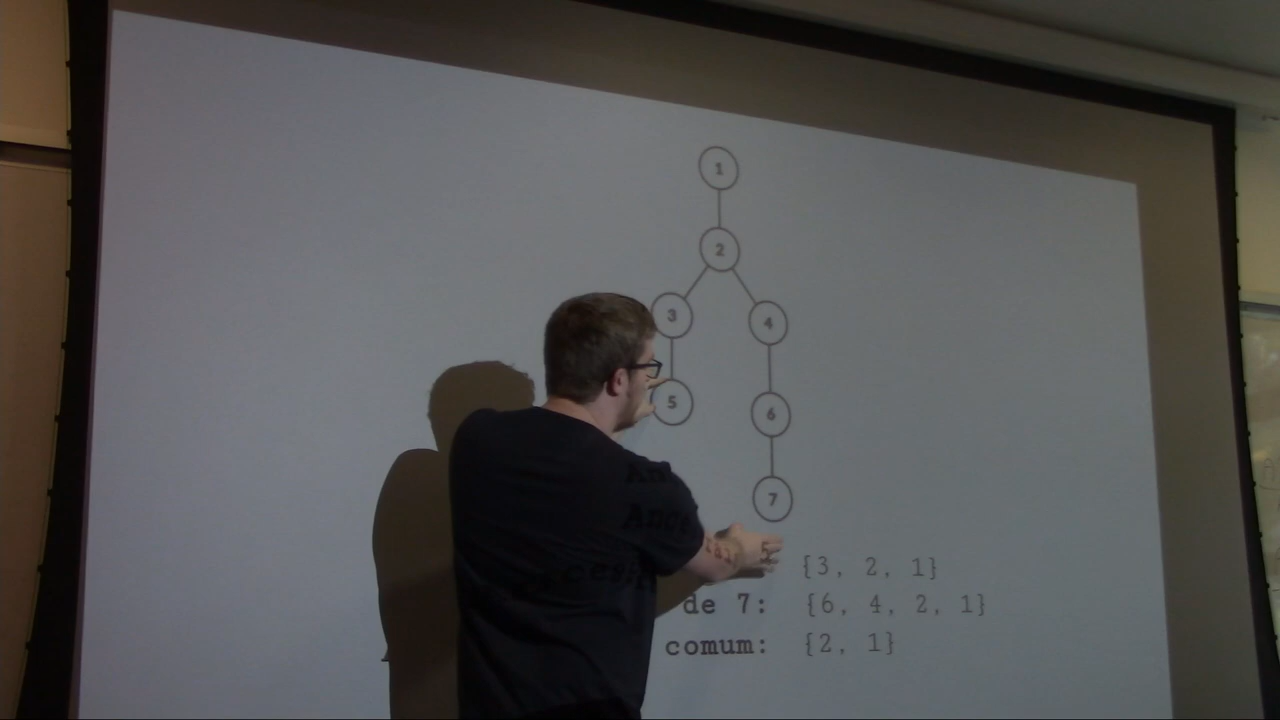 1
2
3 4
5 6
7
{3, 2, 1}
de 7: {6, 4, 2, 1}
comum: {2, 1}